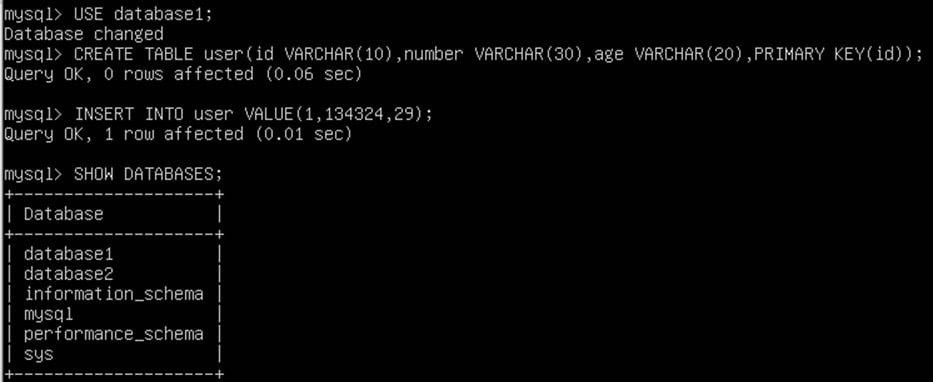 mysql> USE database1;
Database changed
mysql> CREATE TABLE user(id VARCHAR(10),number VARCHAR(30),age VARCHAR(20),PRIMARY KEY(id));
Query OK, 0 rows affected (0.06 sec)

mysql> INSERT INTO user VALUE(1,134324,29);
Query OK, 1 row affected (0.01 sec)

mysql> SHOW DATABASES;
+--------------------+
| Database           |
+--------------------+
| database1          |
| database2          |
| information_schema |
| mysql              |
| performance_schema |
| sys                |
+--------------------+